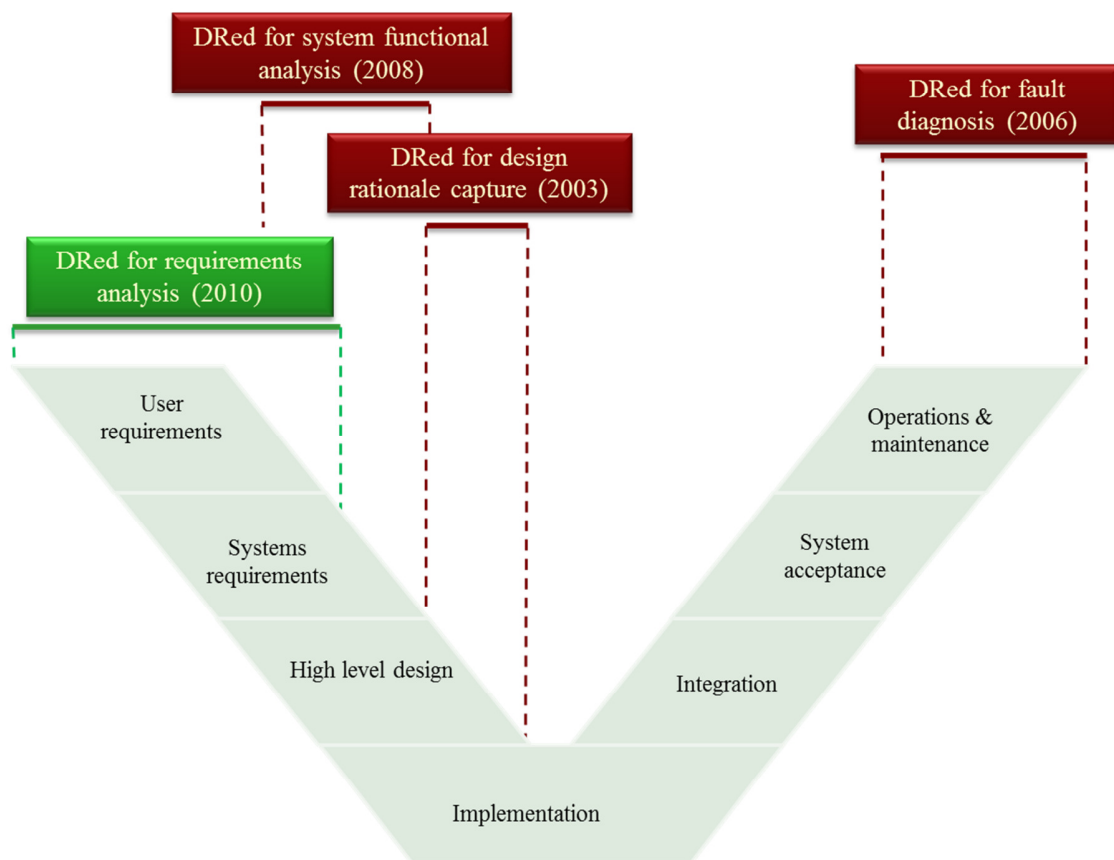 DRed for system functional
analysis (2008)
DRed for fault
diagnosis (2006)
DRed for design
rationale capture (2003)
DRed for requirements
analysis (2010)
User
requirements
Operations &
maintenance
Systems
requirements
System
acceptance
High level design
Integration
Implementation